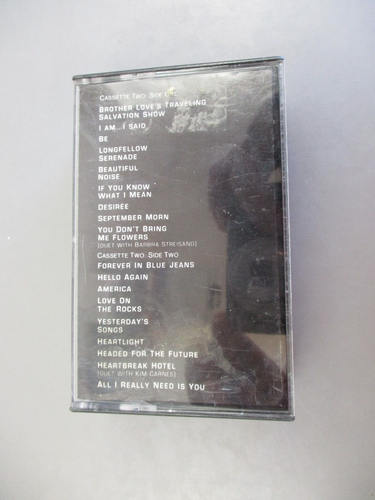 Cassette Two: Side One
Brother Love's Traveling
Salvation Show
I Am...I Said
Be
Longfellow
Serenade
Beautiful
Noise
If You Know
What I Mean
Desirée
September Morn
You Don't Bring
Me Flowers
(Duet with Barbra Streisand)
Cassette Two: Side Two
Forever In Blue Jeans
Hello Again
America
Love On
The Rocks
Yesterday's
Songs
Heartlight
Headed For The Future
Heartbreak Hotel
(Duet with Kim Carnes)
All I Really Need Is You